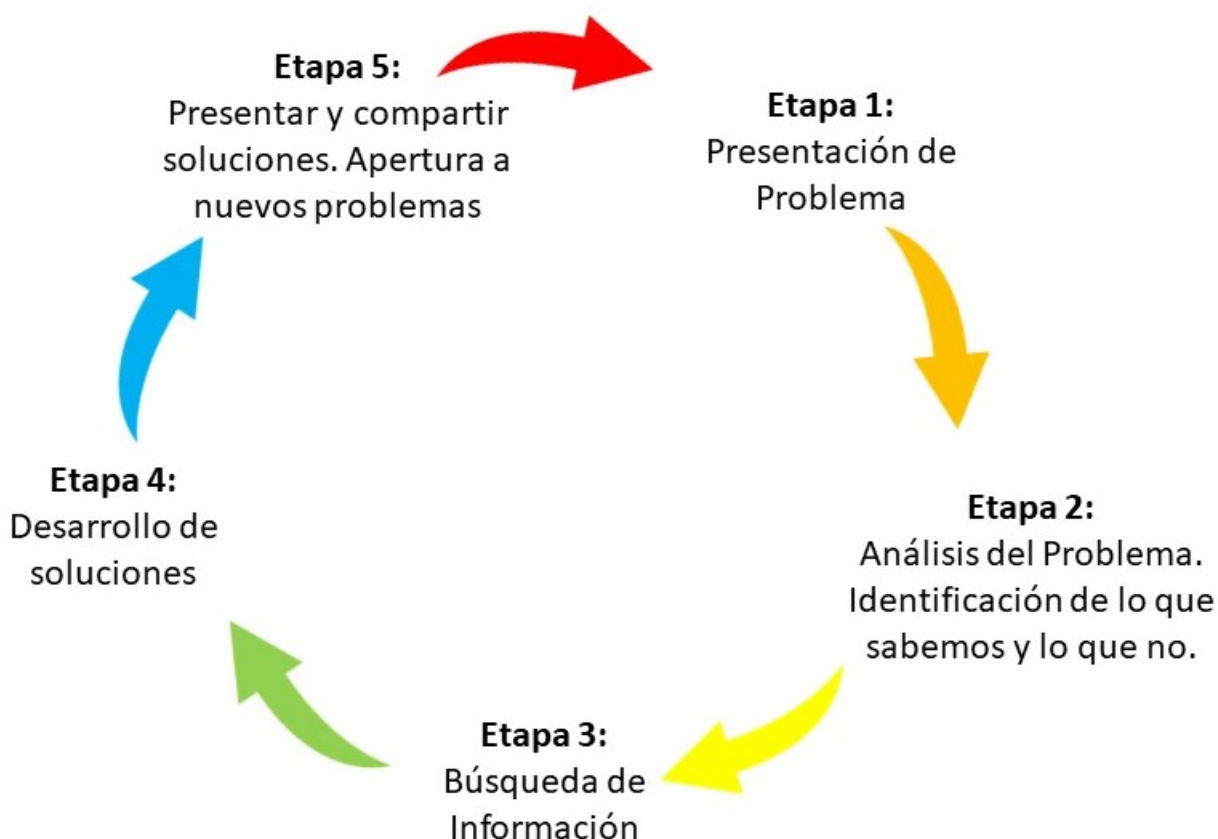 Etapa 1:
Presentación de
Problema
Etapa 2:
Análisis del Problema.
Identificación de lo que
sabemos y lo que no.
Etapa 3:
Búsqueda de
Información
Etapa 4:
Desarrollo de
soluciones
Etapa 5:
Presentar y compartir
soluciones. Apertura a
nuevos problemas